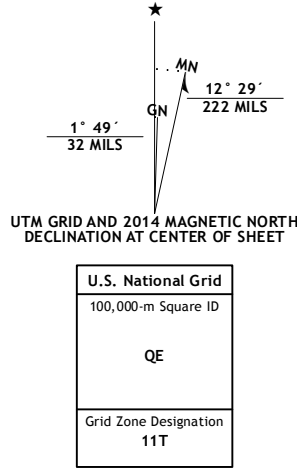 ★
MN
GN
12° 29´
222 MILS
1° 49´
32 MILS
UTM GRID AND 2014 MAGNETIC NORTH
DECLINATION AT CENTER OF SHEET
U.S. National Grid
100,000-m Square ID
QE
Grid Zone Designation
11T